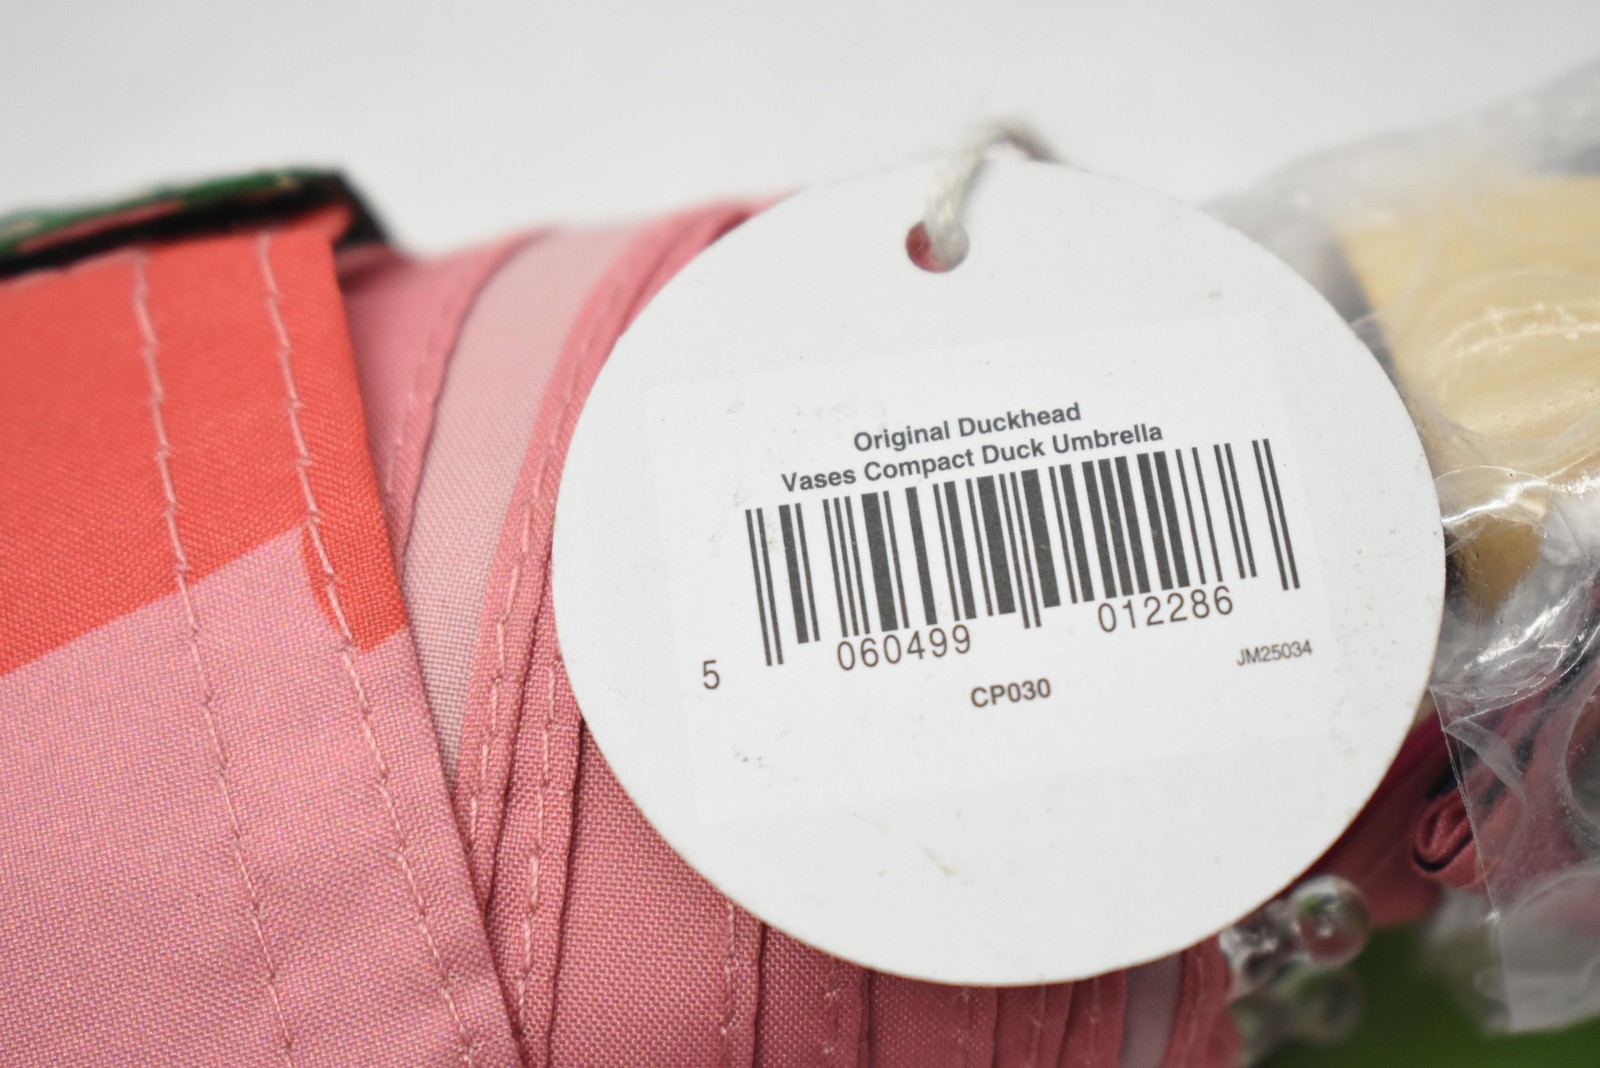 Original Duckhead
Vases Compact Duck Umbrella
5 060499 012286
JM25034
CP030